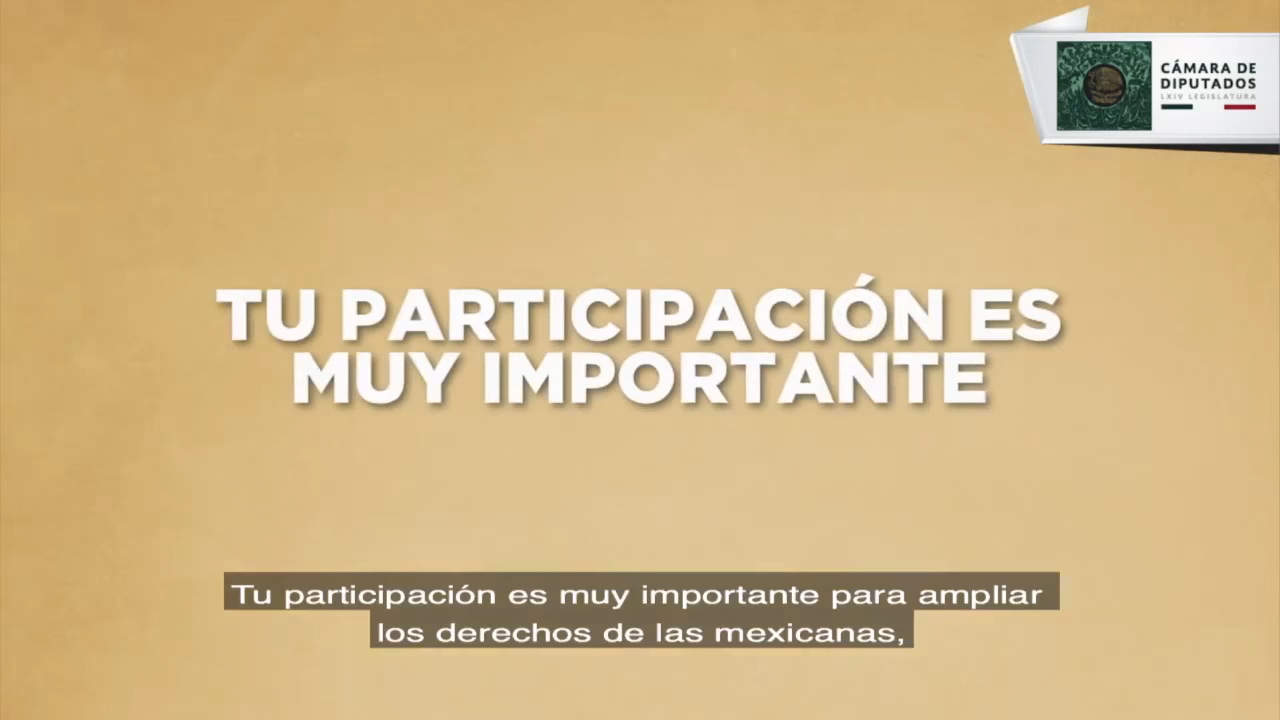 CÁMARA DE
DIPUTADOS
LXIV LEGISLATURA
TU PARTICIPACIÓN ES
MUY IMPORTANTE
Tu participación es muy importante para ampliar
los derechos de las mexicanas,